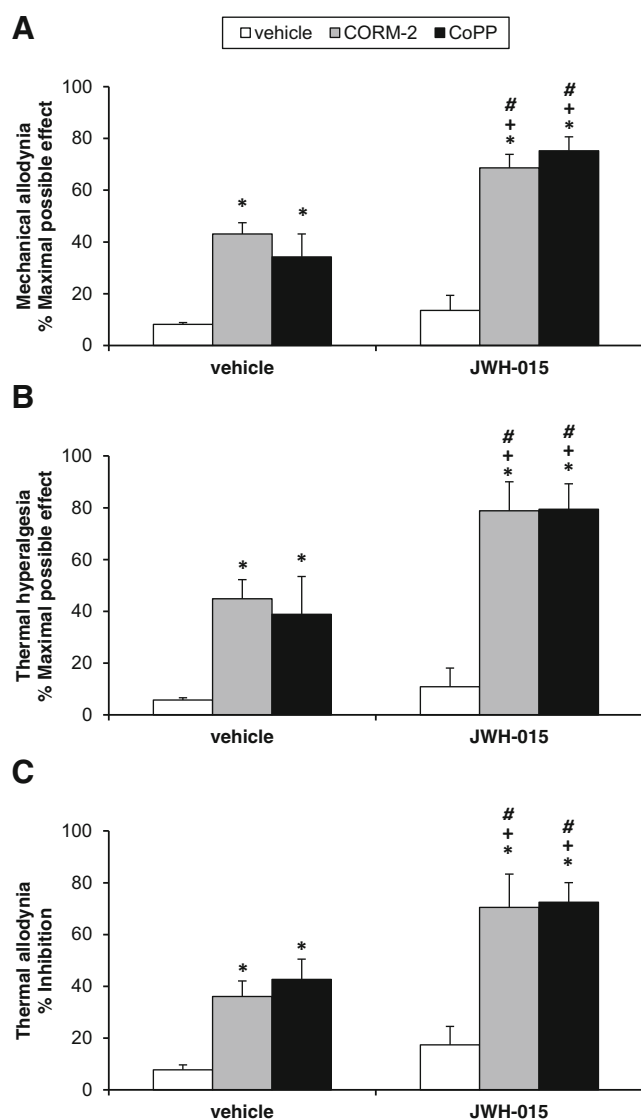 A
vehicle CORM-2 CoPP
Mechanical allodynia
% Maximal possible effect
100
80
60
40
20
0
* *
# #
+ +
* *
vehicle JWH-015
B
Thermal hyperalgesia
% Maximal possible effect
100
80
60
40
20
0
* *
# #
+ +
* *
vehicle JWH-015
C
Thermal allodynia
% Inhibition
100
80
60
40
20
0
* *
# #
+ +
* *
vehicle JWH-015